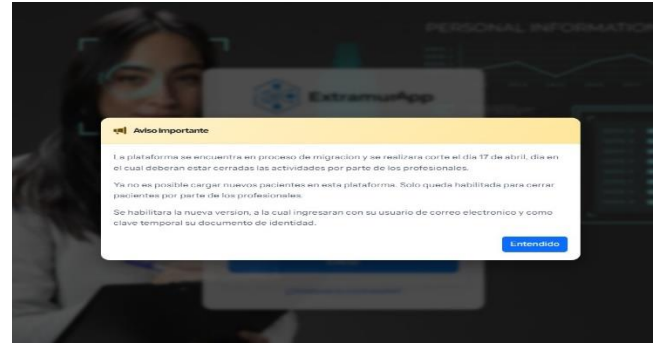 PERSONAL INFORMATION
ExtramurApp
Aviso Importante
La plataforma se encuentra en proceso de migracion y se realizara corte el dia 17 de abril, dia en
el cual deberan estar cerradas las actividades por parte de los profesionales.
Ya no es posible cargar nuevos pacientes en esta plataforma. Solo queda habilitada para cerrar
pacientes por parte de los profesionales.
Se habilitara la nueva version, a la cual ingresaran con su usuario de correo electronico y como
clave temporal su documento de identidad.
Entendido